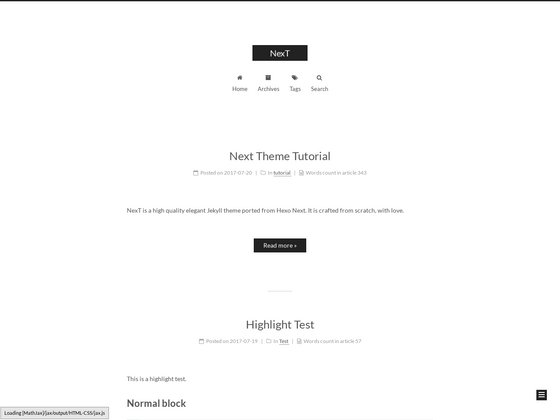 NexT
Home Archives Tags Search
Next Theme Tutorial
Posted on 2017-07-20 | In tutorial | Words count in article 343
NexT is a high quality elegant Jekyll theme ported from Hexo Next. It is crafted from scratch, with love.
Read more »
Highlight Test
Posted on 2017-07-19 | In Test | Words count in article 57
This is a highlight test.
Normal block
Loading [MathJax]/jax/output/HTML-CSS/jax.js